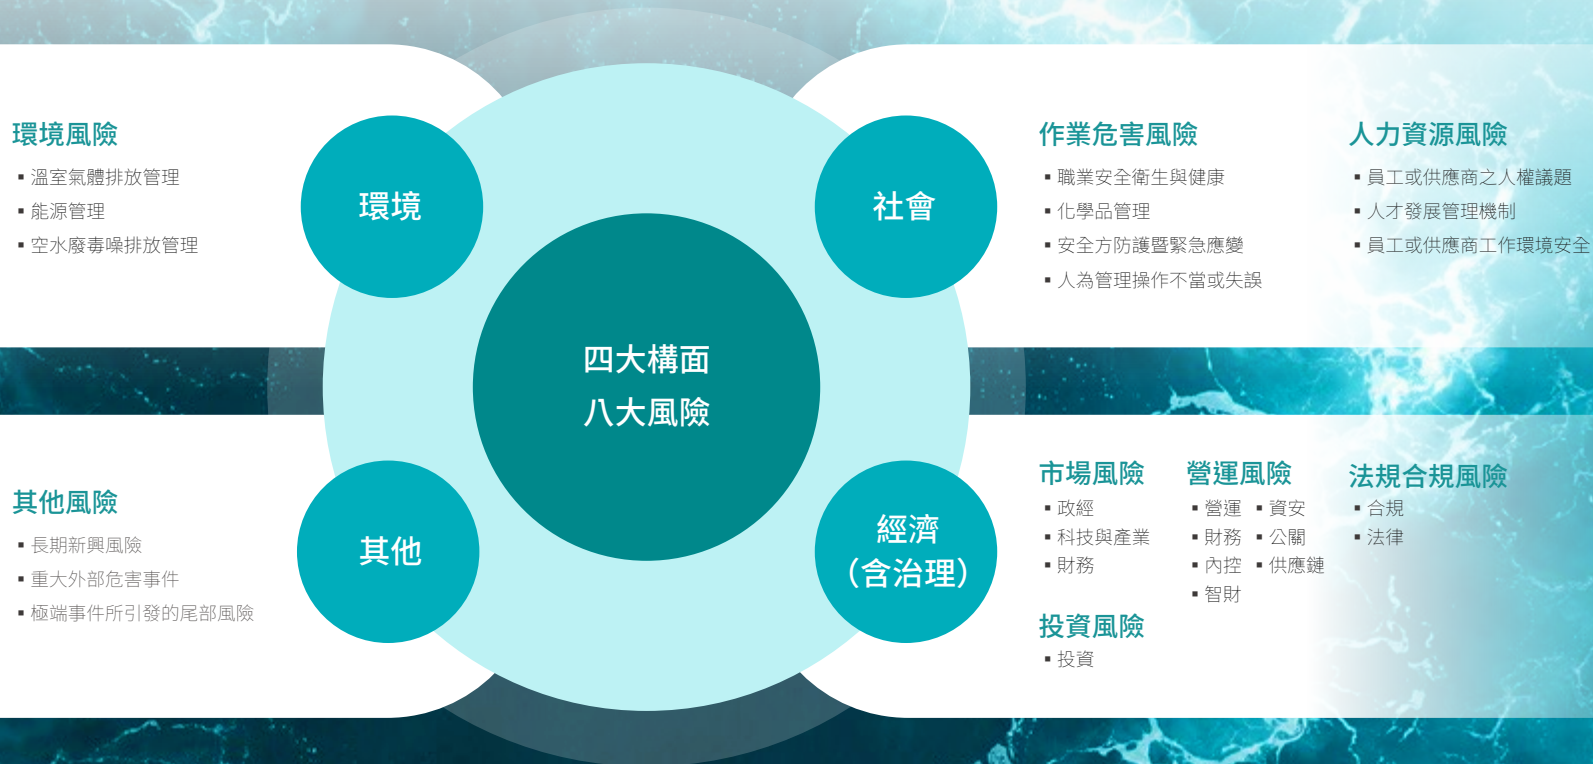 環境風險
▪ 溫室氣體排放管理
▪ 能源管理
▪ 空水廢毒噪排放管理
環境
社會
作業危害風險
▪ 職業安全衛生與健康
▪ 化學品管理
▪ 安全方防護暨緊急應變
▪ 人為管理操作不當或失誤
人力資源風險
▪ 員工或供應商之人權議題
▪ 人才發展管理機制
▪ 員工或供應商工作環境安全
四大構面
八大風險
其他風險
▪ 長期新興風險
▪ 重大外部危害事件
▪ 極端事件所引發的尾部風險
其他
經濟
（含治理）
市場風險
▪ 政經
▪ 科技與產業
▪ 財務
投資風險
▪ 投資
營運風險
▪ 營運 ▪ 資安
▪ 財務 ▪ 公關
▪ 內控 ▪ 供應鏈
▪ 智財
法規合規風險
▪ 合規
▪ 法律